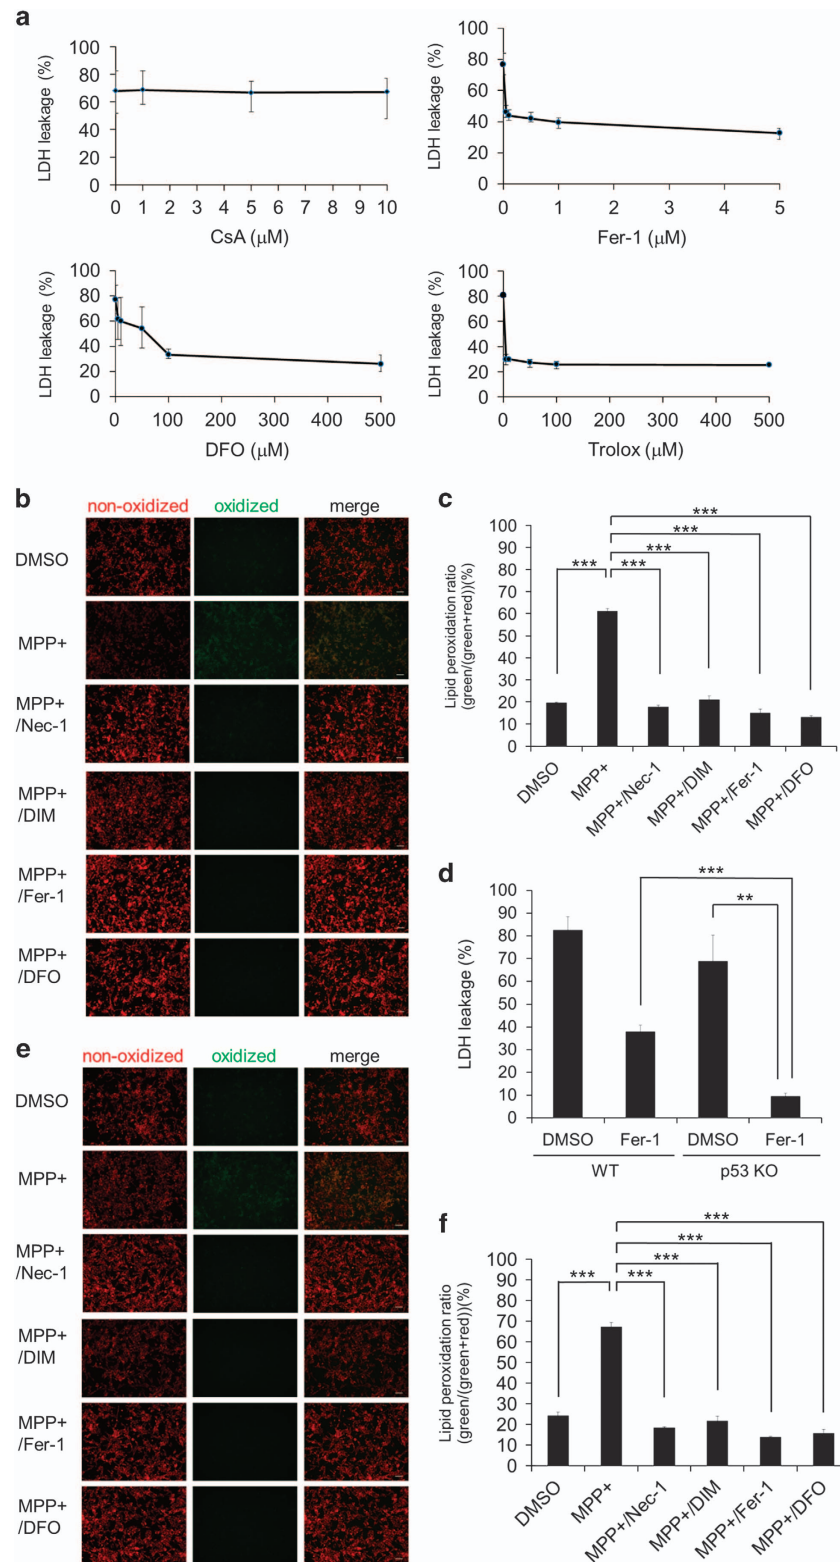 a
100
80
60
40
20
0
LDH leakage (%)
0 1 2 3 4 5 6 7 8 9 10
CsA (μM)
100
80
60
40
20
0
LDH leakage (%)
0 1 2 3 4 5
Fer-1 (μM)
100
80
60
40
20
0
LDH leakage (%)
0 100 200 300 400 500
DFO (μM)
100
80
60
40
20
0
LDH leakage (%)
0 100 200 300 400 500
Trolox (μM)
b
non-oxidized oxidized merge
DMSO
MPP+
MPP+
/Nec-1
MPP+
/DIM
MPP+
/Fer-1
MPP+
/DFO
c
Lipid peroxidation ratio
(green/(green+red))(%)
100
90
80
70
60
50
40
30
20
10
0
***
***
***
*** ***
DMSO
MPP+
MPP+/Nec-1
MPP+/DIM
MPP+/Fer-1
MPP+/DFO
d
LDH leakage (%)
100
90
80
70
60
50
40
30
20
10
0
***
**
DMSO Fer-1 DMSO Fer-1
WT p53 KO
e
non-oxidized oxidized merge
DMSO
MPP+
MPP+
/Nec-1
MPP+
/DIM
MPP+
/Fer-1
MPP+
/DFO
f
Lipid peroxidation ratio
(green/(green+red))(%)
100
90
80
70
60
50
40
30
20
10
0
***
***
***
*** ***
DMSO
MPP+
MPP+/Nec-1
MPP+/DIM
MPP+/Fer-1
MPP+/DFO